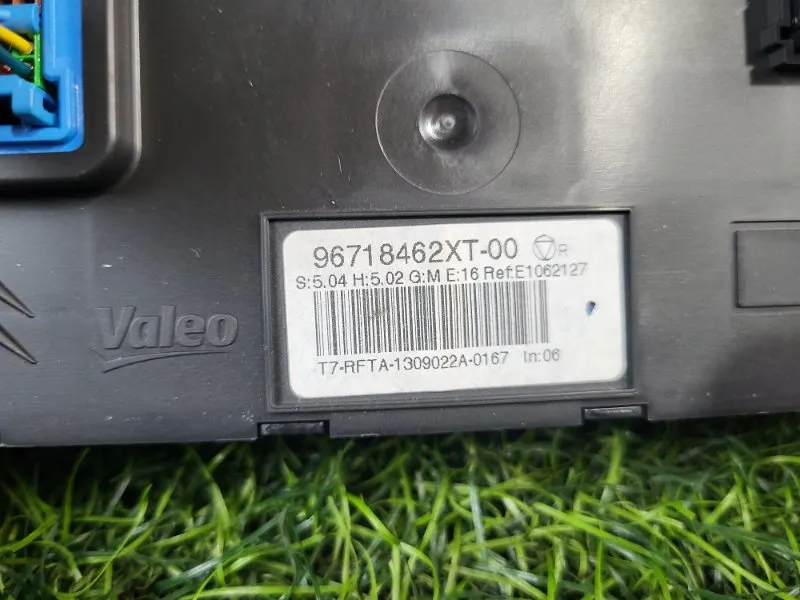 96718462XT-00 R
S:5.04 H:5.02 G:M E:16 Ref:E1062127
Valeo
T7-RFTA-1309022A-0167 In:06